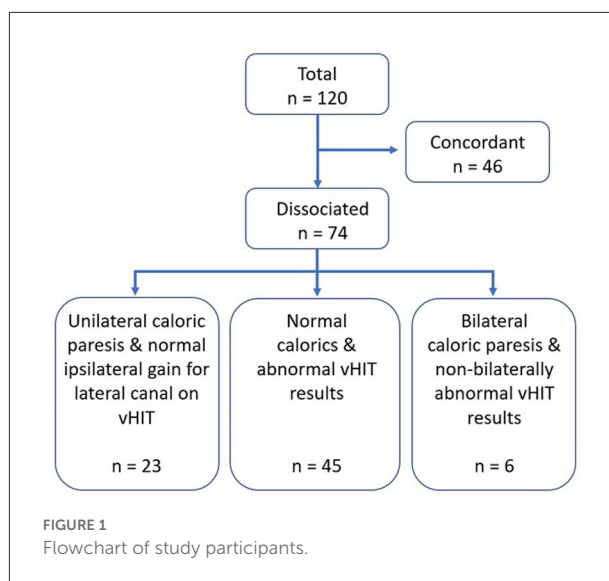 Total
n = 120
Concordant
n = 46
Dissociated
n = 74
Unilateral caloric
paresis & normal
ipsilateral gain for
lateral canal on
vHIT
n = 23
Normal
calorics &
abnormal vHIT
results
n = 45
Bilateral
caloric paresis &
non-bilaterally
abnormal vHIT
results
n = 6
FIGURE 1
Flowchart of study participants.